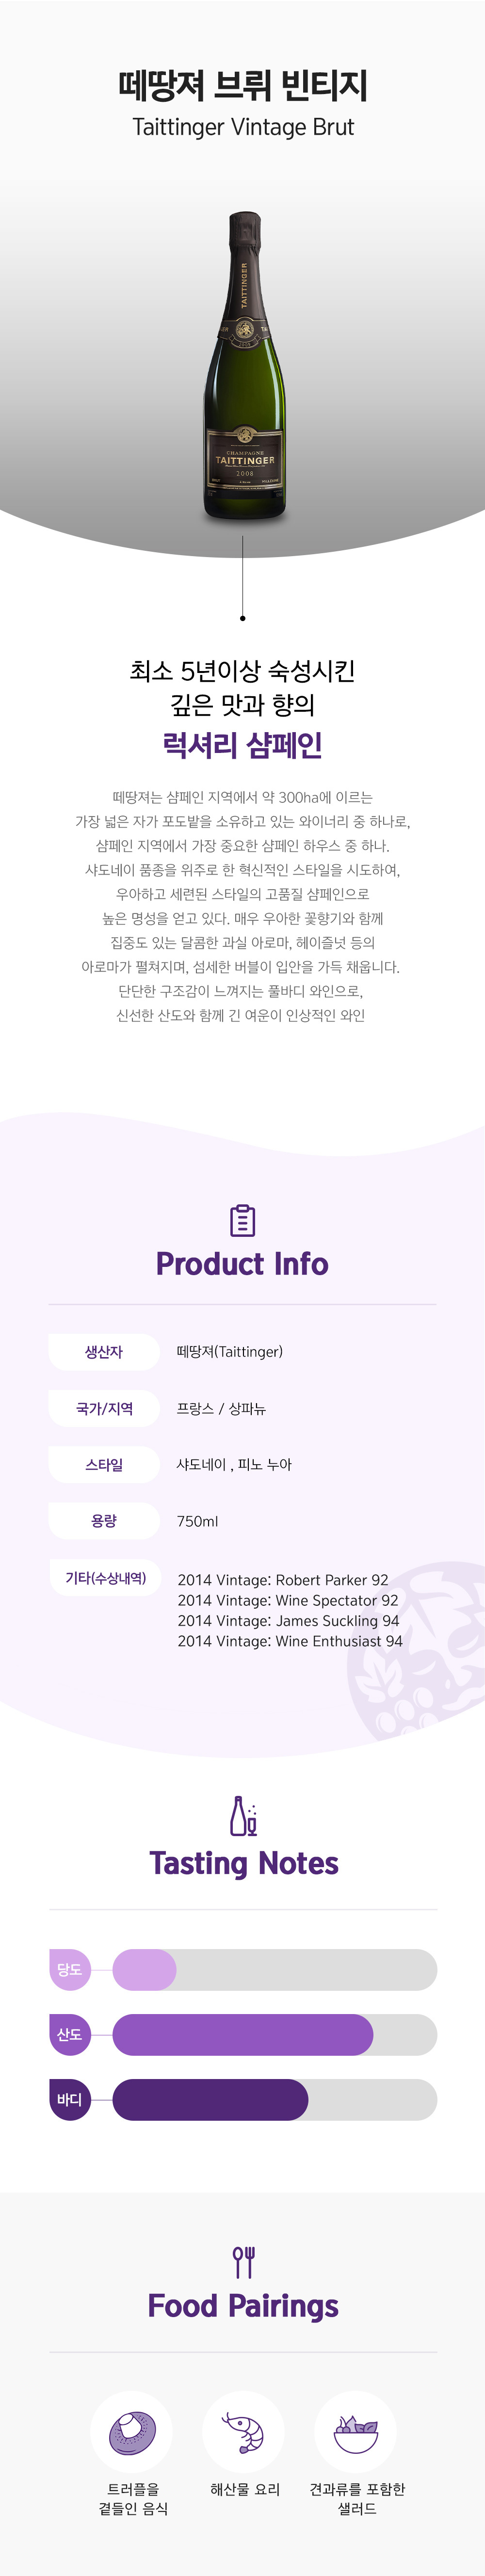 떼땅져 브뤼 빈티지
Taittinger Vintage Brut
TAITTINGER
CHAMPAGNE
TAITTINGER
2008
최소 5년이상 숙성시킨
깊은 맛과 향의
럭셔리 샴페인
떼땅져는 샴페인 지역에서 약 300ha에 이르는
가장 넓은 자가 포도밭을 소유하고 있는 와이너리 중 하나로,
샴페인 지역에서 가장 중요한 샴페인 하우스 중 하나.
샤도네이 품종을 위주로 한 혁신적인 스타일을 시도하여,
우아하고 세련된 스타일의 고품질 샴페인으로
높은 명성을 얻고 있다. 매우 우아한 꽃향기와 함께
집중도 있는 달콤한 과실 아로마, 헤이즐넛 등의
아로마가 펼쳐지며, 섬세한 버블이 입안을 가득 채웁니다.
단단한 구조감이 느껴지는 풀바디 와인으로,
신선한 산도와 함께 긴 여운이 인상적인 와인
Product Info
생산자 떼땅져(Taittinger)
국가/지역 프랑스 / 상파뉴
스타일 샤도네이 , 피노 누아
용량 750ml
기타(수상내역) 2014 Vintage: Robert Parker 92
2014 Vintage: Wine Spectator 92
2014 Vintage: James Suckling 94
2014 Vintage: Wine Enthusiast 94
Tasting Notes
당도
산도
바디
Food Pairings
트러플을
곁들인 음식
해산물 요리
견과류를 포함한
샐러드